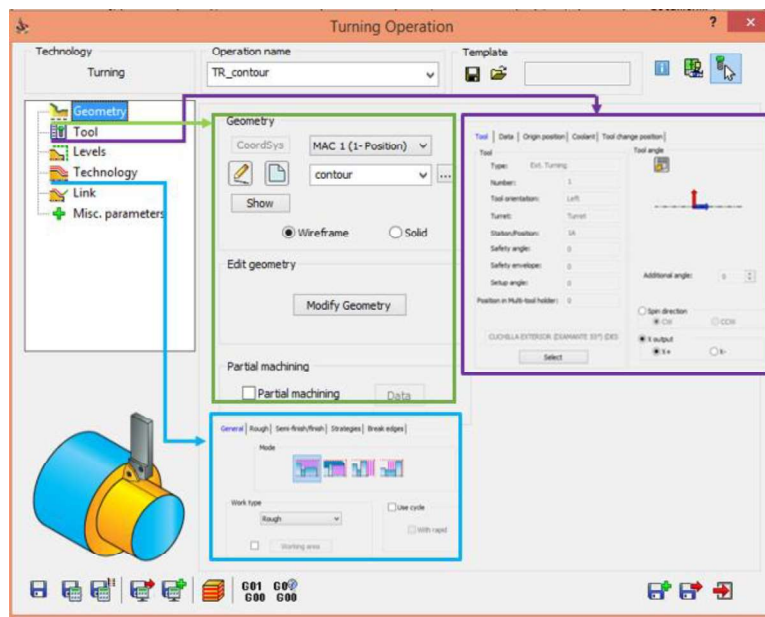 Turning Operation
?
×
Technology
Turning
Operation name
TR_contour
Template
Geometry
Tool
Levels
Technology
Link
Misc. parameters
Geometry
CoordSys
MAC 1 (1- Position)
contour
...
Show
Wireframe
Solid
Edit geometry
Modify Geometry
Partial machining
Partial machining
Data
Tool
Data
Origin position
Coolant
Tool change position
Tool
Type:
Ext. Turning
Number:
1
Tool orientation:
Left
Turret:
Turret
Station/Position:
1A
Safety angle:
0
Safety envelope:
0
Setup angle:
0
Position in Multi-tool holder:
0
CUCHILLA EXTERIOR (DIAMANTE 35º) (DES
Select
Tool angle
Additional angle:
0
Spin direction
CW
CCW
X output
X+
X-
General
Rough
Semi-finish/finish
Strategies
Break edges
Mode
Work type
Rough
Working area
Use cycle
With rapid
G01
G00
G0
G00